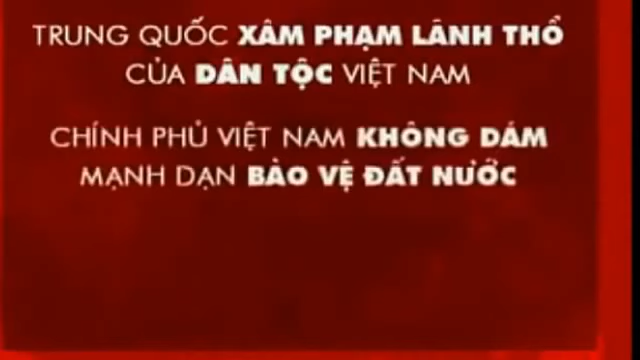 TRUNG QUỐC XÂM PHẠM LÃNH THỔ
CỦA DÂN TỘC VIỆT NAM
CHÍNH PHỦ VIỆT NAM KHÔNG DÁM
MẠNH DẠN BẢO VỆ ĐẤT NƯỚC